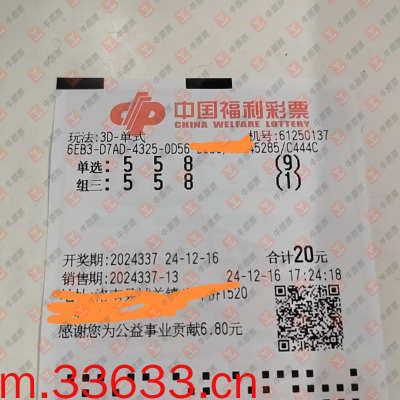 中国福利彩票
CHINA WELFARE LOTTERY
玩法:3D-单式 机号:61250137
6EB3-D7AD-4325-0D56 45285/C444C
单选: 5 5 8 (9)
组三: 5 5 8 (1)
开奖期:2024337 24-12-16 合计20元
销售期:2024337-13 24-12-16 17:24:18
感谢您为公益事业贡献6.80元
m.33633.cn